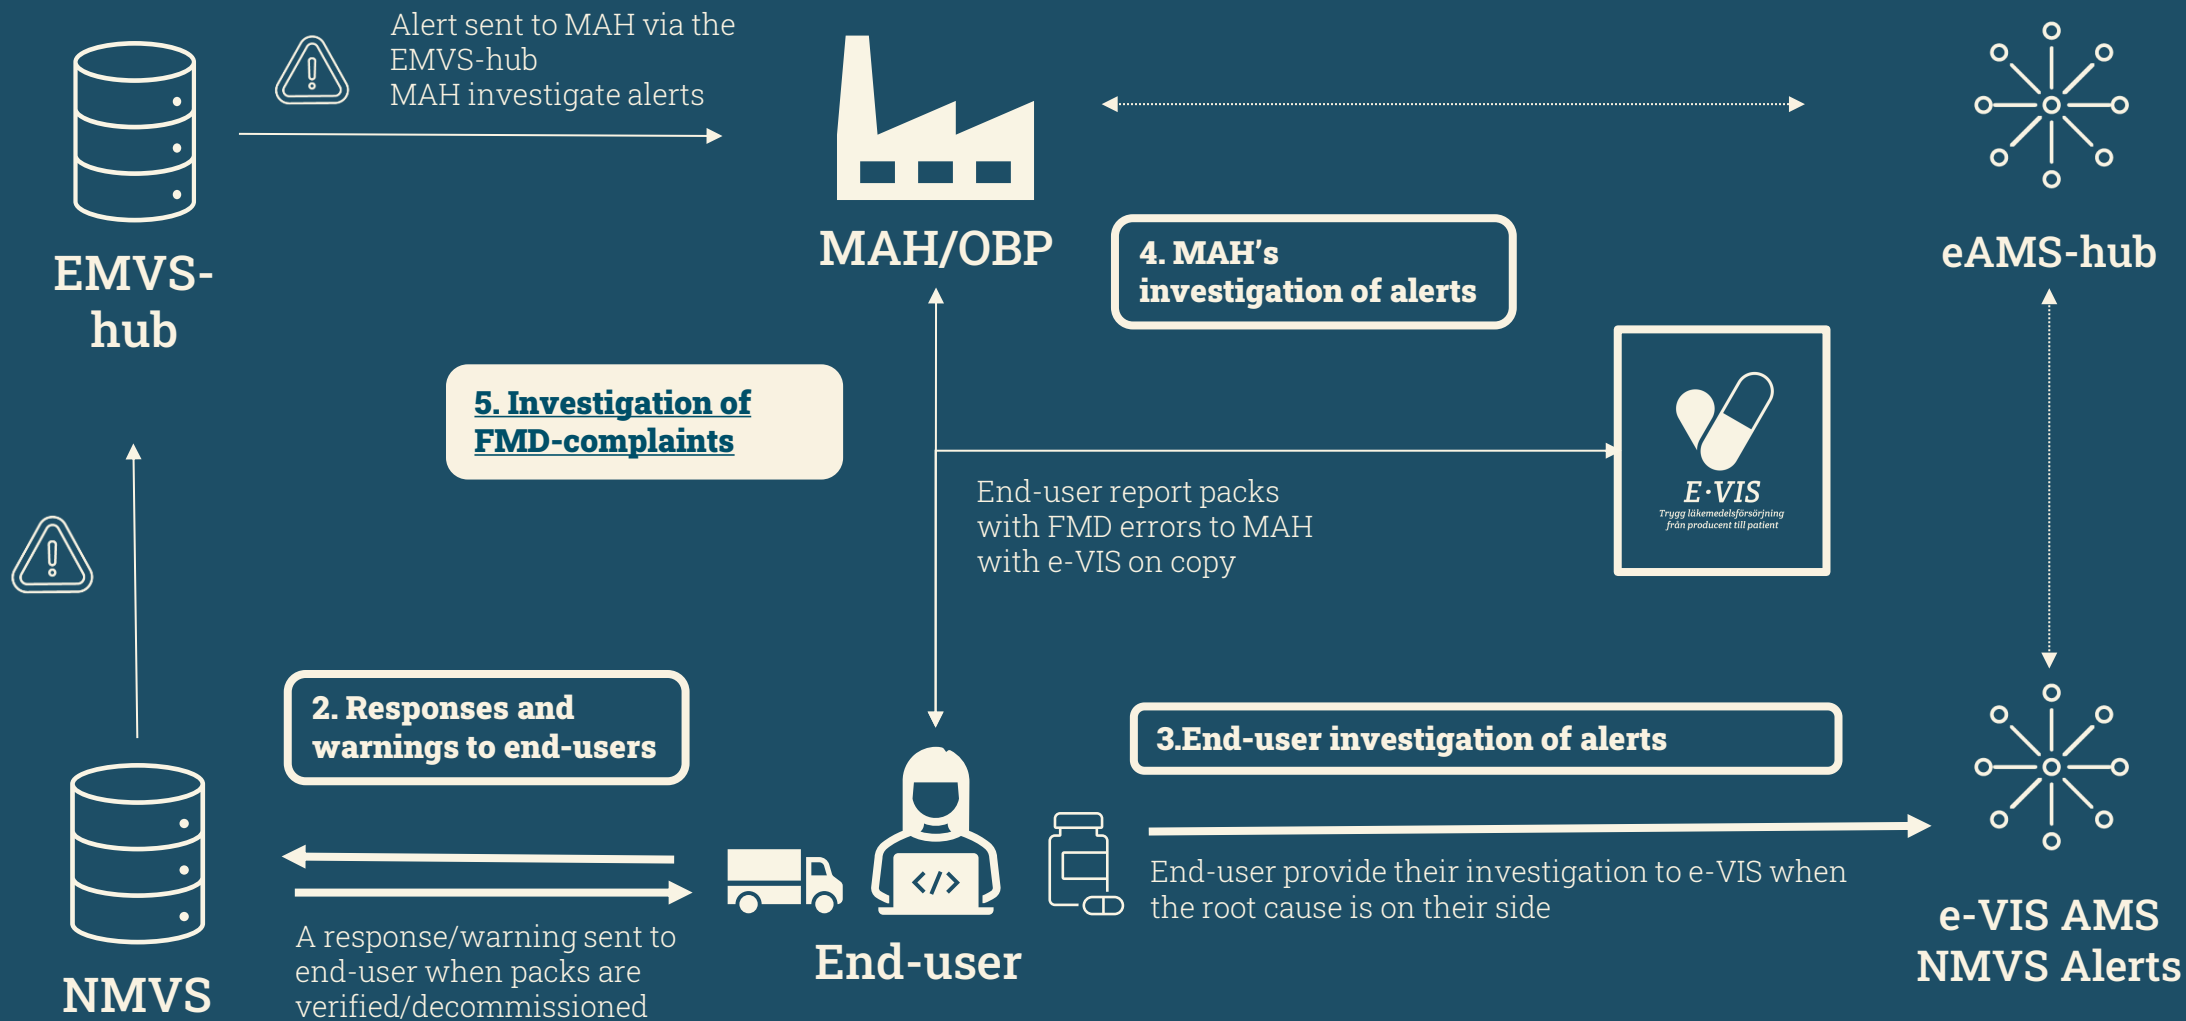 Alert sent to MAH via the
EMVS-hub
MAH investigate alerts
EMVS-
hub
MAH/OBP
eAMS-hub
4. MAH's
investigation of alerts
5. Investigation of
FMD-complaints
E·VIS
Trygg läkemedelsförsörjning
från producent till patient
End-user report packs
with FMD errors to MAH
with e-VIS on copy
2. Responses and
warnings to end-users
3.End-user investigation of alerts
</>
End-user provide their investigation to e-VIS when
the root cause is on their side
A response/warning sent to
end-user when packs are
verified/decommissioned
NMVS
End-user
e-VIS AMS
NMVS Alerts